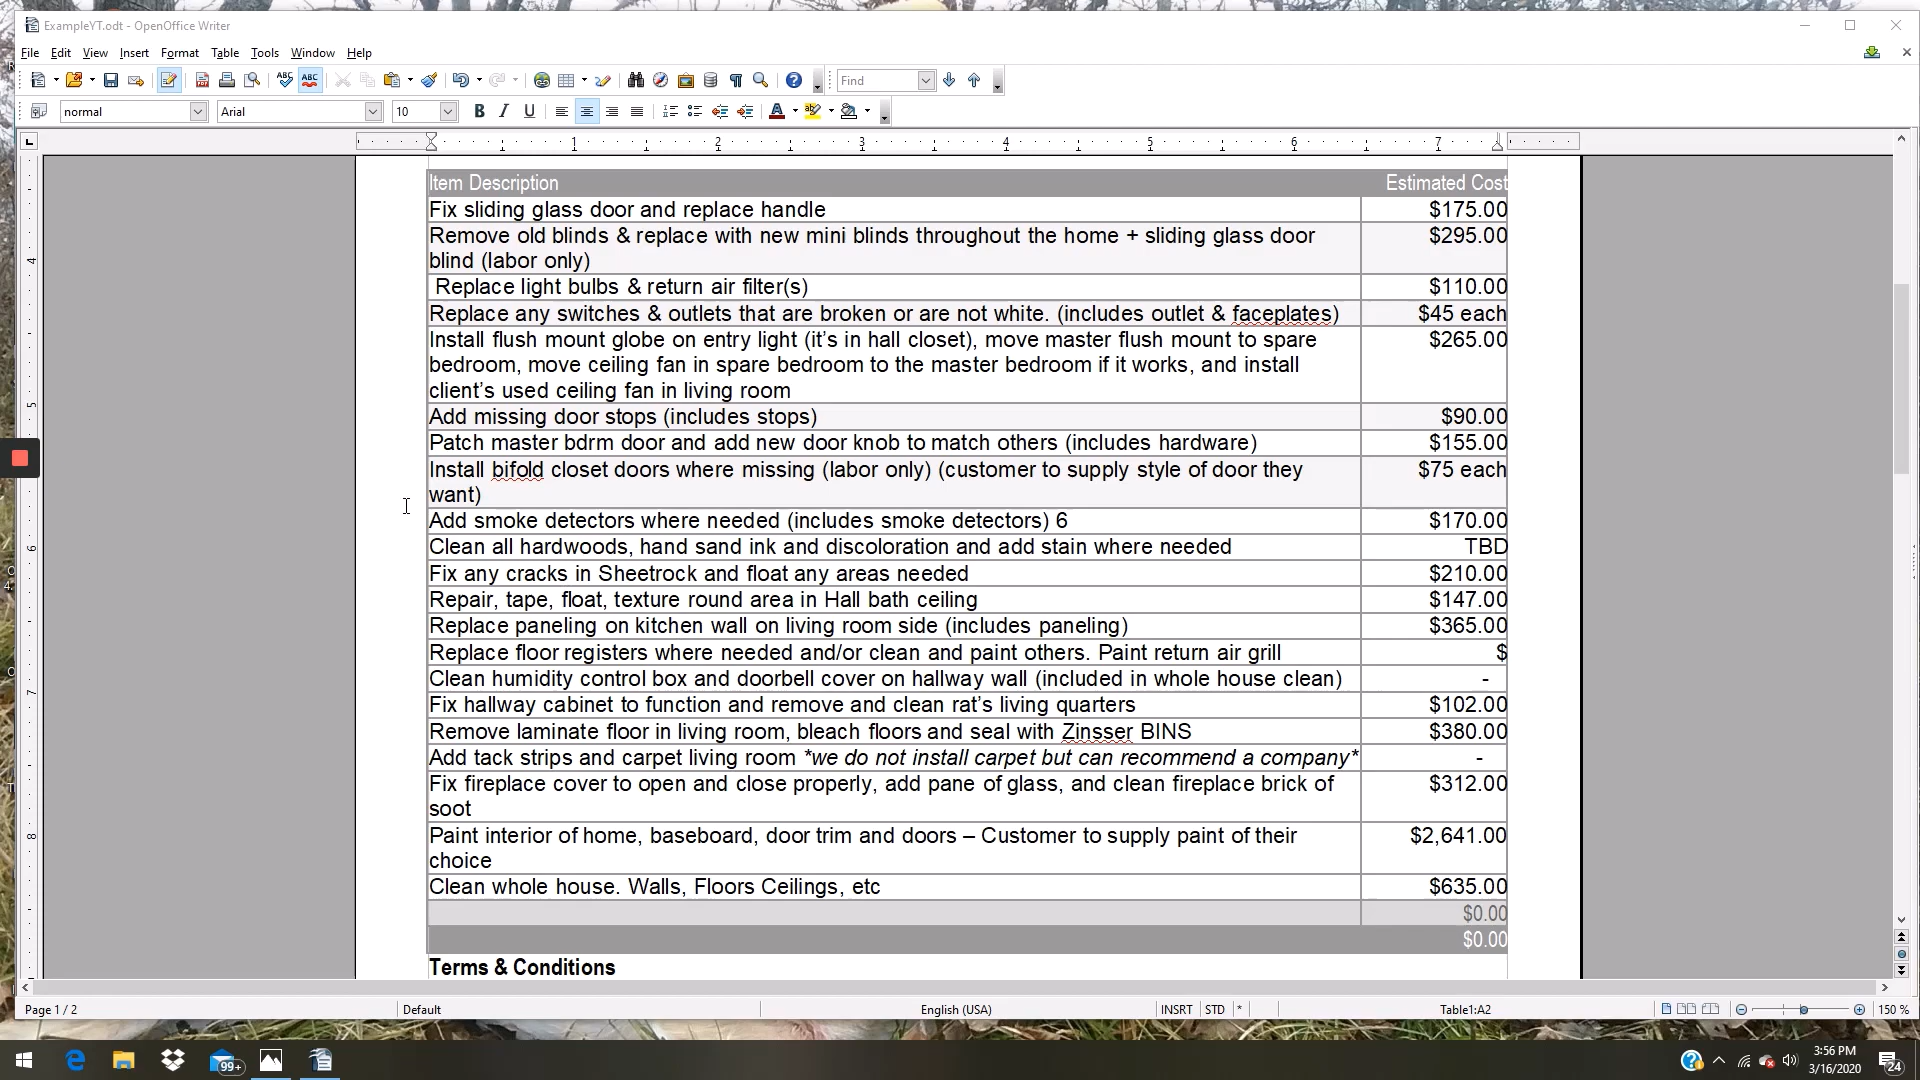 ExampleYT.odt - OpenOffice Writer
File Edit View Insert Format Table Tools Window Help
ABC ABC Find
normal Arial 10 B I U A
1 2 3 4 5 6 7
Item Description Estimated Cost
Fix sliding glass door and replace handle $175.00
Remove old blinds & replace with new mini blinds throughout the home + sliding glass door $295.00
blind (labor only)
Replace light bulbs & return air filter(s) $110.00
Replace any switches & outlets that are broken or are not white. (includes outlet & faceplates) $45 each
Install flush mount globe on entry light (it’s in hall closet), move master flush mount to spare $265.00
bedroom, move ceiling fan in spare bedroom to the master bedroom if it works, and install
client’s used ceiling fan in living room
Add missing door stops (includes stops) $90.00
Patch master bdrm door and add new door knob to match others (includes hardware) $155.00
Install bifold closet doors where missing (labor only) (customer to supply style of door they $75 each
want)
Add smoke detectors where needed (includes smoke detectors) 6 $170.00
Clean all hardwoods, hand sand ink and discoloration and add stain where needed TBD
Fix any cracks in Sheetrock and float any areas needed $210.00
Repair, tape, float, texture round area in Hall bath ceiling $147.00
Replace paneling on kitchen wall on living room side (includes paneling) $365.00
Replace floor registers where needed and/or clean and paint others. Paint return air grill $
Clean humidity control box and doorbell cover on hallway wall (included in whole house clean) -
Fix hallway cabinet to function and remove and clean rat’s living quarters $102.00
Remove laminate floor in living room, bleach floors and seal with Zinsser BINS $380.00
Add tack strips and carpet living room *we do not install carpet but can recommend a company* -
Fix fireplace cover to open and close properly, add pane of glass, and clean fireplace brick of $312.00
soot
Paint interior of home, baseboard, door trim and doors – Customer to supply paint of their $2,641.00
choice
Clean whole house. Walls, Floors Ceilings, etc $635.00
$0.00
$0.00
Terms & Conditions
4
5
6
7
8
Page 1 / 2 Default English (USA) INSRT STD * Table1:A2 150 %
99+ 3:56 PM
3/16/2020 24